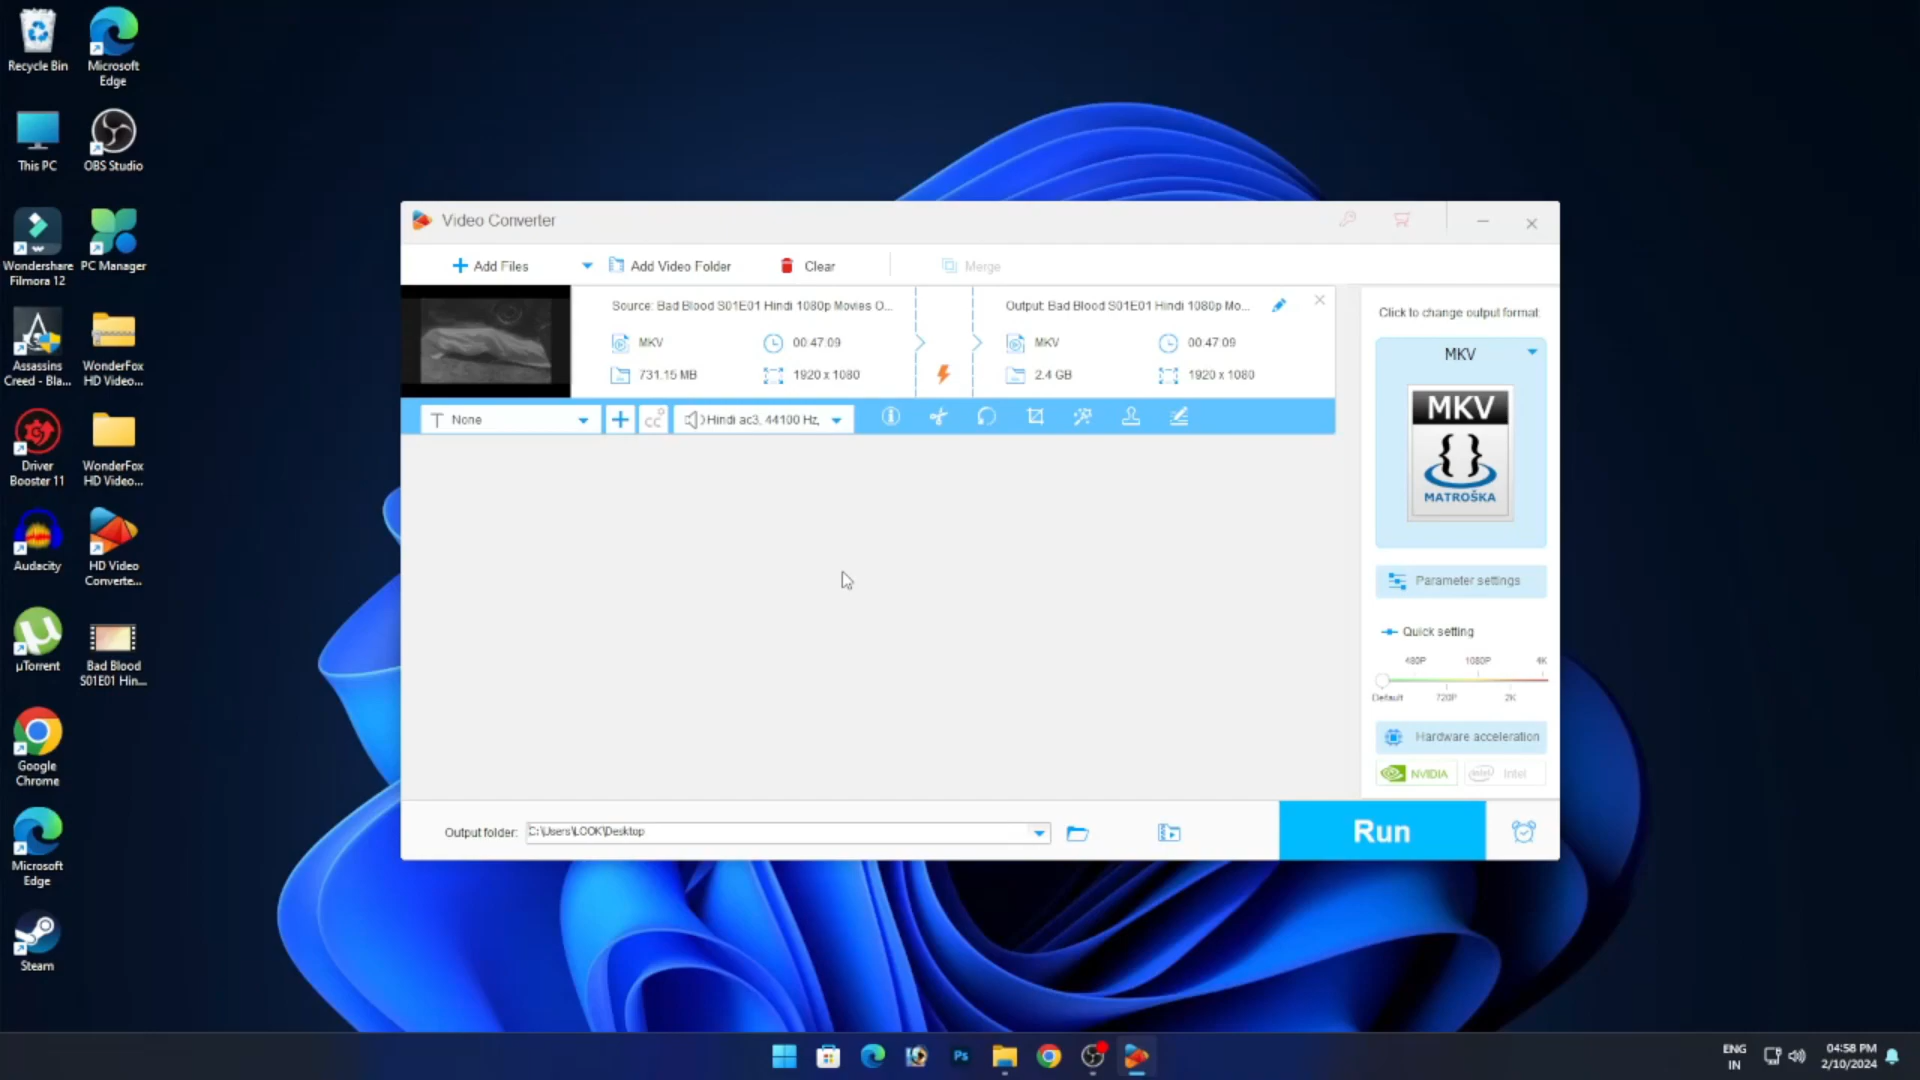 Recycle Bin
Microsoft
Edge
This PC
OBS Studio
Wondershare
Filmora 12
PC Manager
Assassins
Creed - Bla...
WonderFox
HD Video...
Driver
Booster 11
WonderFox
HD Video...
Audacity
HD Video
Converte...
µTorrent
Bad Blood
S01E01 Hin...
Google
Chrome
Microsoft
Edge
Steam
Video Converter
Add Files
Add Video Folder
Clear
Merge
Source: Bad Blood S01E01 Hindi 1080p Movies O...
MKV
00:47:09
731.15 MB
1920 x 1080
Output: Bad Blood S01E01 Hindi 1080p Mo...
MKV
00:47:09
2.4 GB
1920 x 1080
T None
cc
Hindi ac3, 44100 Hz,
Click to change output format:
MKV
MKV
{ }
MATROŠKA
Parameter settings
Quick setting
480P 1080P 4K
Default 720P 2K
Hardware acceleration
NVIDIA
intel Intel
Output folder: C:\Users\LOOK\Desktop
Run
Ps
ENG
IN
04:58 PM
2/10/2024